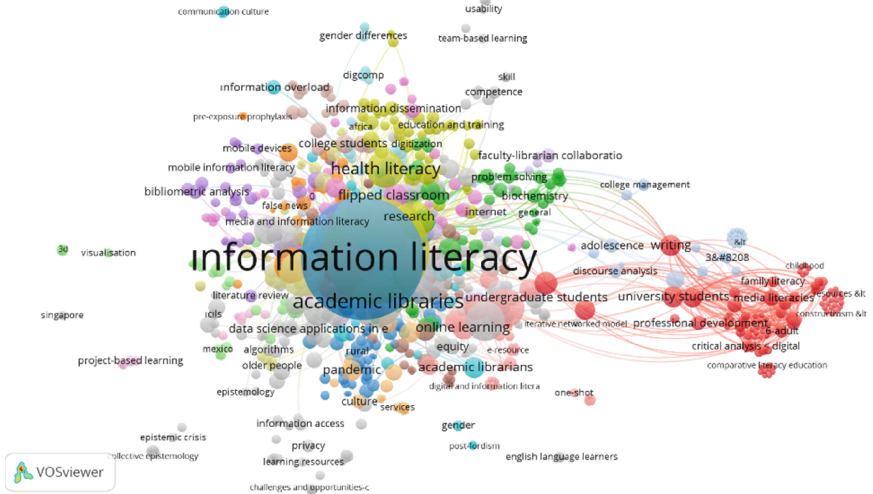 usability
communication culture
gender differences
team-based learning
digcomp
skill
information overload
competence
information dissemination
pre-exposure prophylaxis
africa
education and training
mobile devices
college students
digitization
faculty-librarian collaboratio
mobile information literacy
health literacy
problem solving
college management
bibliometric analysis
flipped classroom
biochemistry
false news
research
internet
general
media and information literacy
&lt
adolescence
writing
3d
visualisation
information literacy
3&#8208
discourse analysis
childhood
family literacy
literature review
academic libraries
undergraduate students
university students
media literacies
resources &lt
singapore
icils
constructivism &lt
data science applications in e
online learning
iterative networked model
professional development
6-adult
mexico
algorithms
rural
equity
e-resource
critical analysis < digital
project-based learning
older people
pandemic
academic librarians
comparative literacy education
epistemology
digital and information litera
one-shot
culture
services
information access
gender
epistemic crisis
privacy
post-fordism
collective epistemology
learning resources
english language learners
VOSviewer
challenges and opportunities-c